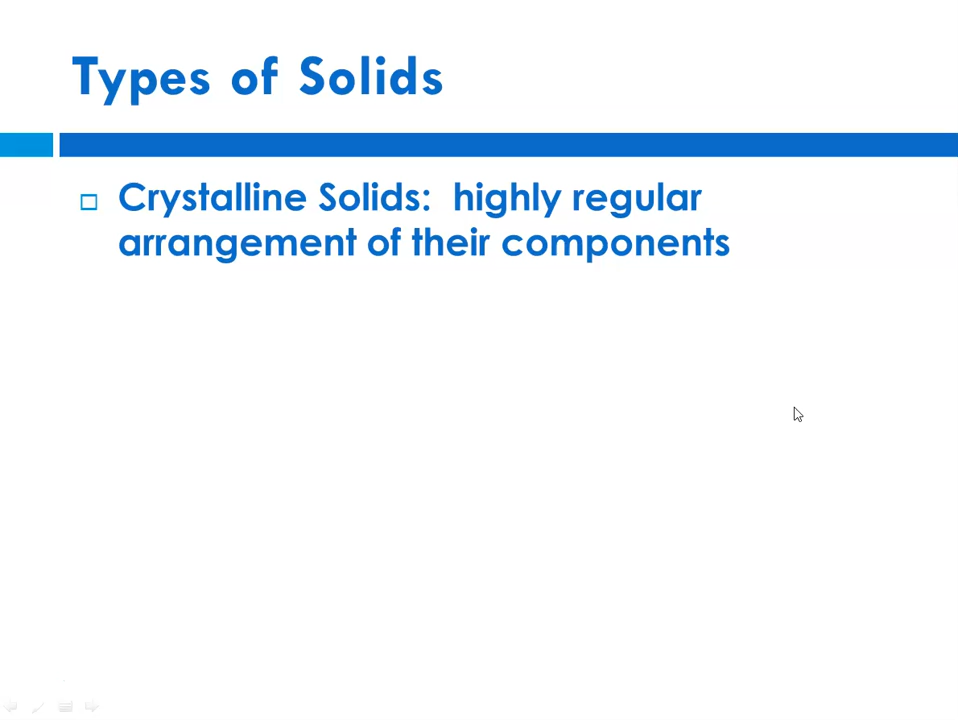 Types of Solids
Crystalline Solids:  highly regular
arrangement of their components